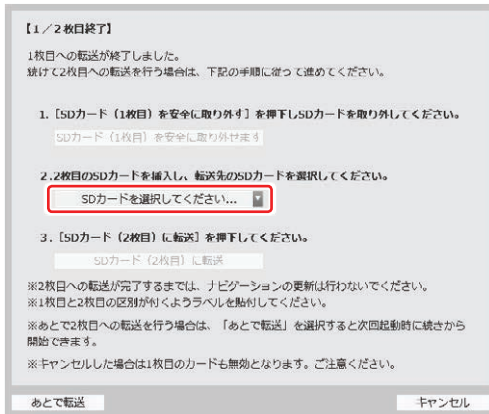 【1／2枚目終了】
1枚目への転送が終了しました。
続けて2枚目への転送を行う場合は、下記の手順に従って進めてください。
1.［SDカード（1枚目）を安全に取り外す］を押下しSDカードを取り外してください。
SDカード（1枚目）を安全に取り外せます
2.2枚目のSDカードを挿入し、転送先のSDカードを選択してください。
SDカードを選択してください...
3.［SDカード（2枚目）に転送］を押下してください。
SDカード（2枚目）に転送
※2枚目への転送が完了するまでは、ナビゲーションの更新は行わないでください。
※1枚目と2枚目の区別が付くようラベルを貼付してください。
※あとで2枚目への転送を行う場合は、「あとで転送」を選択すると次回起動時に続きから
開始できます。
※キャンセルした場合は1枚目のカードも無効となります。ご注意ください。
あとで転送
キャンセル